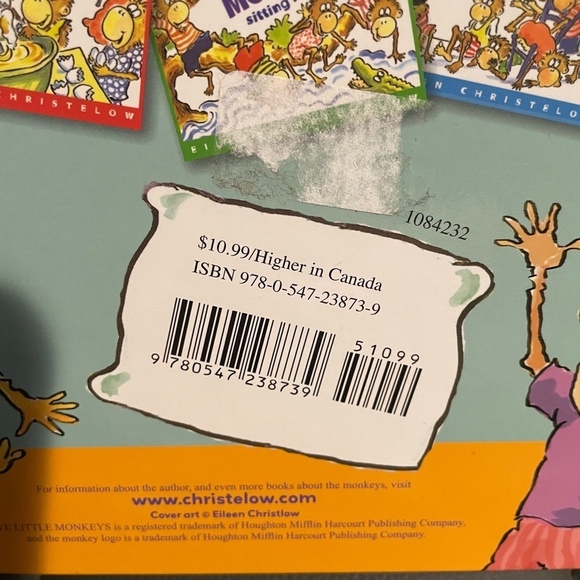 sitting
CHRISTELOW
EI
N CHRISTELO
1084232
$10.99/Higher in Canada
ISBN 978-0-547-23873-9
51099
9 780547 238739
For information about the author, and even more books about the monkeys, visit
www.christelow.com
Cover art © Eileen Christlow
VE LITTLE MONKEYS is a registered trademark of Houghton Mifflin Harcourt Publishing Company,
and the monkey logo is a trademark of Houghton Mifflin Harcourt Publishing Company.